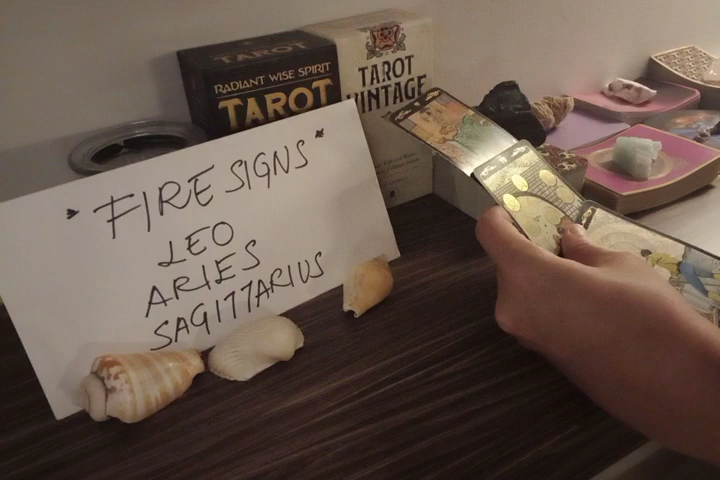 TAROT
RADIANT WISE SPIRIT
TAROT
TAROT
VINTAGE
"FIRE SIGNS"
LEO
ARIES
SAGITTARIUS